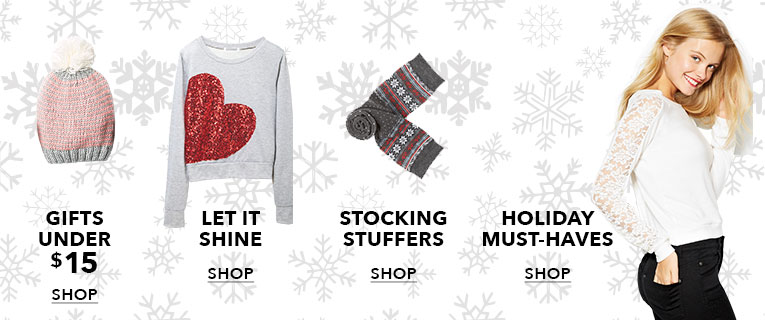 GIFTS
UNDER
$15
SHOP
LET IT
SHINE
SHOP
STOCKING
STUFFERS
SHOP
HOLIDAY
MUST-HAVES
SHOP